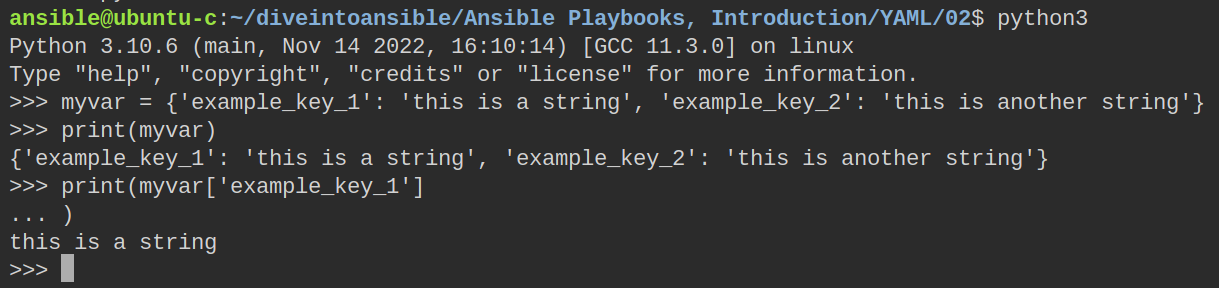 ansible@ubuntu-c:~/diveintoansible/Ansible Playbooks, Introduction/YAML/02$ python3
Python 3.10.6 (main, Nov 14 2022, 16:10:14) [GCC 11.3.0] on linux
Type "help", "copyright", "credits" or "license" for more information.
>>> myvar = {'example_key_1': 'this is a string', 'example_key_2': 'this is another string'}
>>> print(myvar)
{'example_key_1': 'this is a string', 'example_key_2': 'this is another string'}
>>> print(myvar['example_key_1']
... )
this is a string
>>>